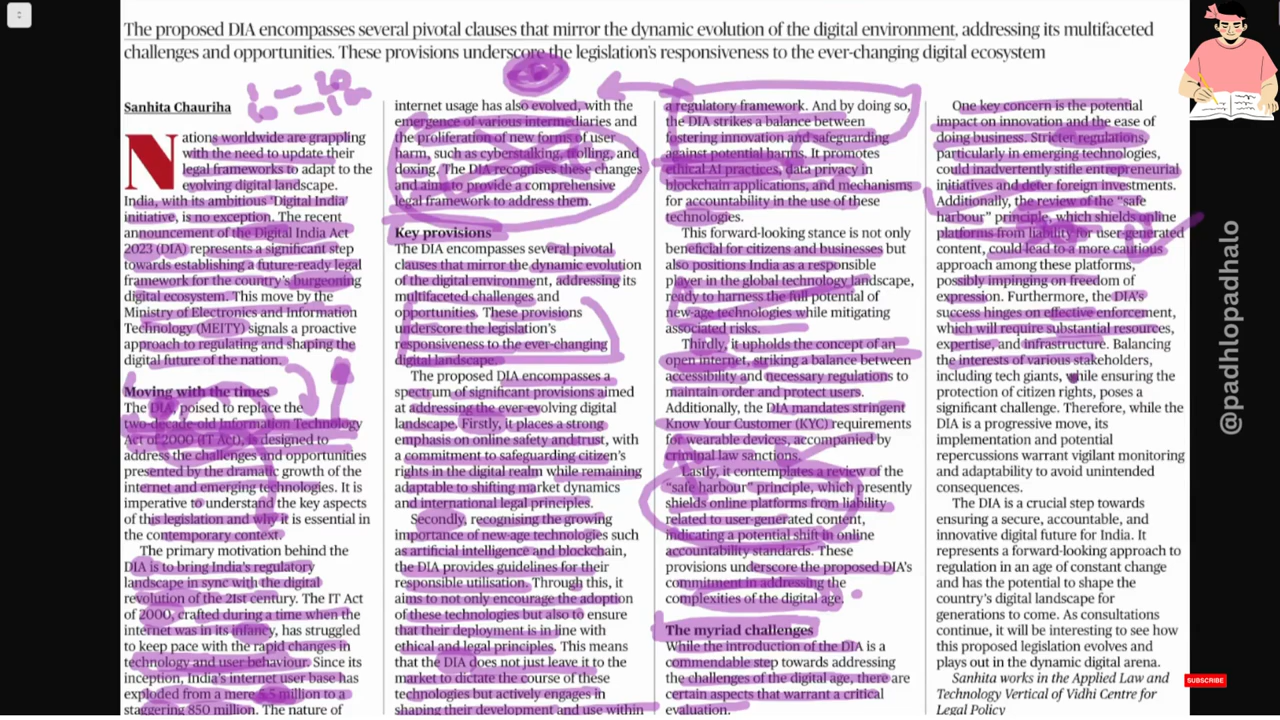 The proposed DIA encompasses several pivotal clauses that mirror the dynamic evolution of the digital environment, addressing its multifaceted
challenges and opportunities. These provisions underscore the legislation's responsiveness to the ever-changing digital ecosystem
Sanhita Chauriha
Nations worldwide are grappling
with the need to update their
legal frameworks to adapt to the
evolving digital landscape.
India, with its ambitious 'Digital India'
initiative, is no exception. The recent
announcement of the Digital India Act
2023 (DIA) represents a significant step
towards establishing a future-ready legal
framework for the country's burgeoning
digital ecosystem. This move by the
Ministry of Electronics and Information
Technology (MEITY) signals a proactive
approach to regulating and shaping the
digital future of the nation.
Moving with the times
The DIA, poised to replace the
two-decade-old Information Technology
Act of 2000 (IT Act), is designed to
address the challenges and opportunities
presented by the dramatic growth of the
internet and emerging technologies. It is
imperative to understand the key aspects
of this legislation and why it is essential in
the contemporary context.
The primary motivation behind the
DIA is to bring India's regulatory
landscape in sync with the digital
revolution of the 21st century. The IT Act
of 2000, crafted during a time when the
internet was in its infancy, has struggled
to keep pace with the rapid changes in
technology and user behaviour. Since its
inception, India's internet user base has
exploded from a mere 5.5 million to a
staggering 850 million. The nature of
internet usage has also evolved, with the
emergence of various intermediaries and
the proliferation of new forms of user
harm, such as cyberstalking, trolling, and
doxing. The DIA recognises these changes
and aims to provide a comprehensive
legal framework to address them.
Key provisions
The DIA encompasses several pivotal
clauses that mirror the dynamic evolution
of the digital environment, addressing its
multifaceted challenges and
opportunities. These provisions
underscore the legislation's
responsiveness to the ever-changing
digital landscape.
The proposed DIA encompasses a
spectrum of significant provisions aimed
at addressing the ever-evolving digital
landscape. Firstly, it places a strong
emphasis on online safety and trust, with
a commitment to safeguarding citizen's
rights in the digital realm while remaining
adaptable to shifting market dynamics
and international legal principles.
Secondly, recognising the growing
importance of new-age technologies such
as artificial intelligence and blockchain,
the DIA provides guidelines for their
responsible utilisation. Through this, it
aims to not only encourage the adoption
of these technologies but also to ensure
that their deployment is in line with
ethical and legal principles. This means
that the DIA does not just leave it to the
market to dictate the course of these
technologies but actively engages in
shaping their development and use within
a regulatory framework. And by doing so,
the DIA strikes a balance between
fostering innovation and safeguarding
against potential harms. It promotes
ethical AI practices, data privacy in
blockchain applications, and mechanisms
for accountability in the use of these
technologies.
This forward-looking stance is not only
beneficial for citizens and businesses but
also positions India as a responsible
player in the global technology landscape,
ready to harness the full potential of
new-age technologies while mitigating
associated risks.
Thirdly, it upholds the concept of an
open internet, striking a balance between
accessibility and necessary regulations to
maintain order and protect users.
Additionally, the DIA mandates stringent
Know Your Customer (KYC) requirements
for wearable devices, accompanied by
criminal law sanctions.
Lastly, it contemplates a review of the
"safe harbour" principle, which presently
shields online platforms from liability
related to user-generated content,
indicating a potential shift in online
accountability standards. These
provisions underscore the proposed DIA's
commitment in addressing the
complexities of the digital age.
The myriad challenges
While the introduction of the DIA is a
commendable step towards addressing
the challenges of the digital age, there are
certain aspects that warrant a critical
evaluation.
One key concern is the potential
impact on innovation and the ease of
doing business. Stricter regulations,
particularly in emerging technologies,
could inadvertently stifle entrepreneurial
initiatives and deter foreign investments.
Additionally, the review of the "safe
harbour" principle, which shields online
platforms from liability for user-generated
content, could lead to a more cautious
approach among these platforms,
possibly impinging on freedom of
expression. Furthermore, the DIA's
success hinges on effective enforcement,
which will require substantial resources,
expertise, and infrastructure. Balancing
the interests of various stakeholders,
including tech giants, while ensuring the
protection of citizen rights, poses a
significant challenge. Therefore, while the
DIA is a progressive move, its
implementation and potential
repercussions warrant vigilant monitoring
and adaptability to avoid unintended
consequences.
The DIA is a crucial step towards
ensuring a secure, accountable, and
innovative digital future for India. It
represents a forward-looking approach to
regulation in an age of constant change
and has the potential to shape the
country's digital landscape for
generations to come. As consultations
continue, it will be interesting to see how
this proposed legislation evolves and
plays out in the dynamic digital arena.
Sanhita works in the Applied Law and
Technology Vertical of Vidhi Centre for
Legal Policy
@padhlopadhalo
SUBSCRIBE